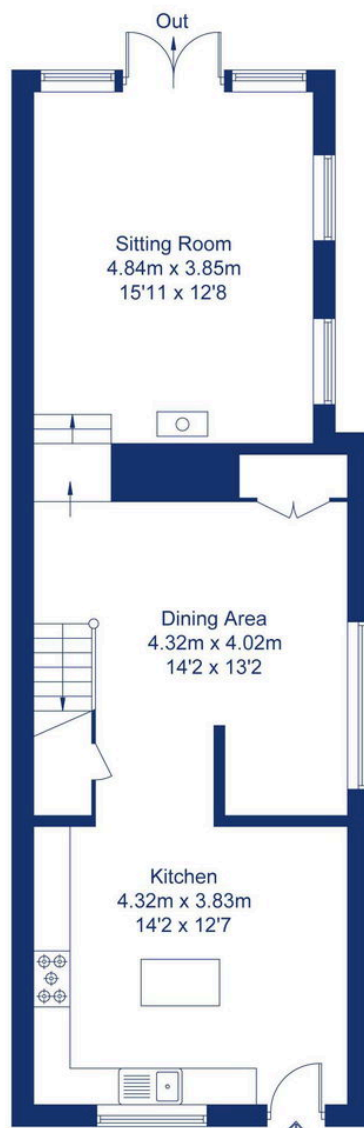 Out
Sitting Room
4.84m x 3.85m
15'11 x 12'8
Dining Area
4.32m x 4.02m
14'2 x 13'2
Kitchen
4.32m x 3.83m
14'2 x 12'7